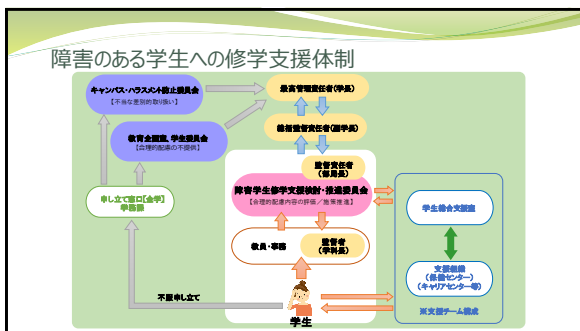 障害のある学生への修学支援体制
キャンパス・ハラスメント防止委員会
【不当な差別的取り扱い】
最高管理責任者(学長)
教育企画室、学生委員会
【合理的配慮の不提供】
総括監督責任者(副学長)
監督責任者
(部局長)
障害学生修学支援検討・推進委員会
【合理的配慮内容の評価/施策推進】
申し立て窓口【全学】
学務課
学生総合支援室
教員・事務
監督者
(学科長)
支援組織
(保健センター)
(キャリアセンター等)
不服申し立て
※支援チーム構成
学生